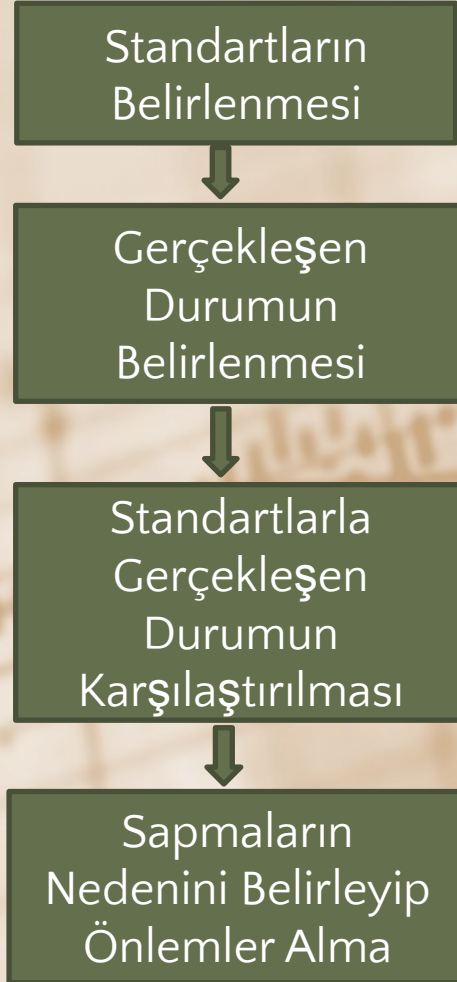 Standartların
Belirlenmesi
Gerçekleşen
Durumun
Belirlenmesi
Standartlarla
Gerçekleşen
Durumun
Karşılaştırılması
Sapmaların
Nedenini Belirleyip
Önlemler Alma